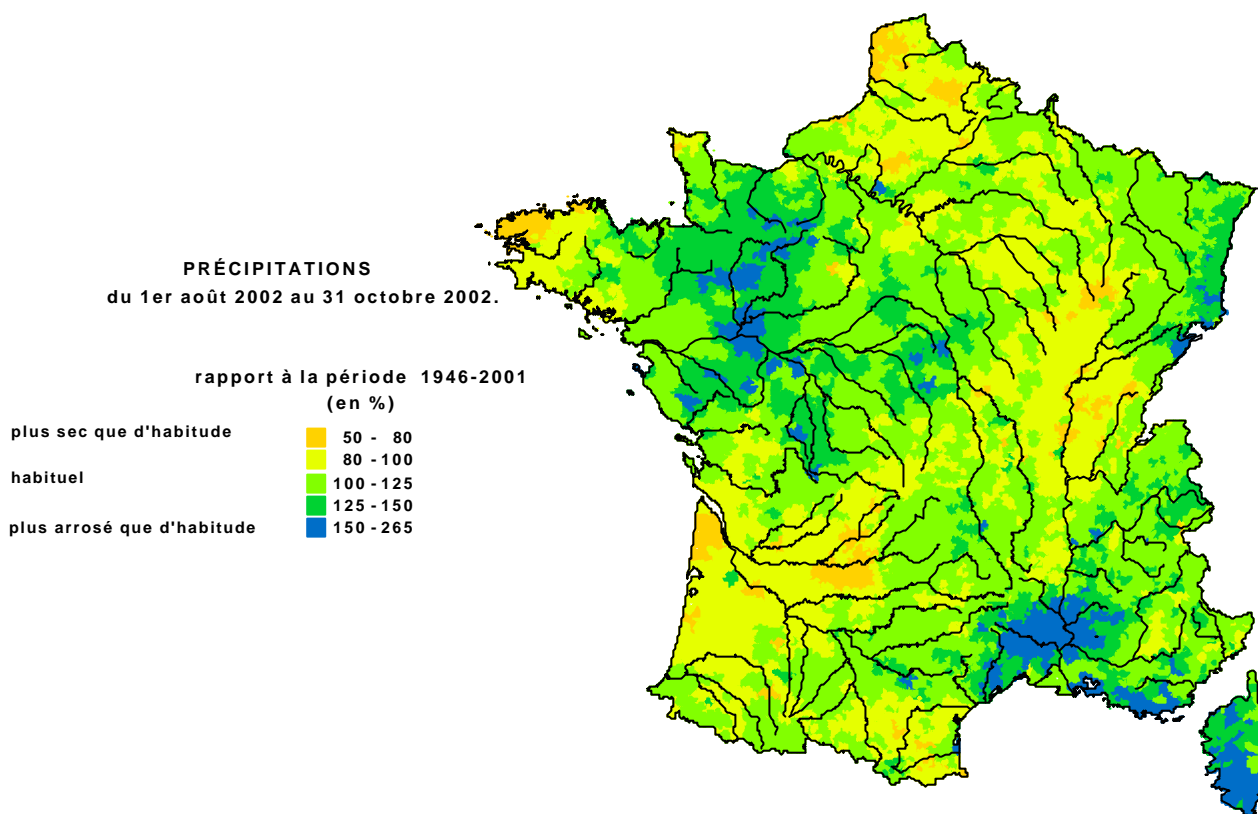 PRÉCIPITATIONS
du 1er août 2002 au 31 octobre 2002.
rapport à la période 1946-2001
(en %)
plus sec que d'habitude
50 - 80
80 -100
habituel
100 -125
125 -150
plus arrosé que d'habitude
150 -265